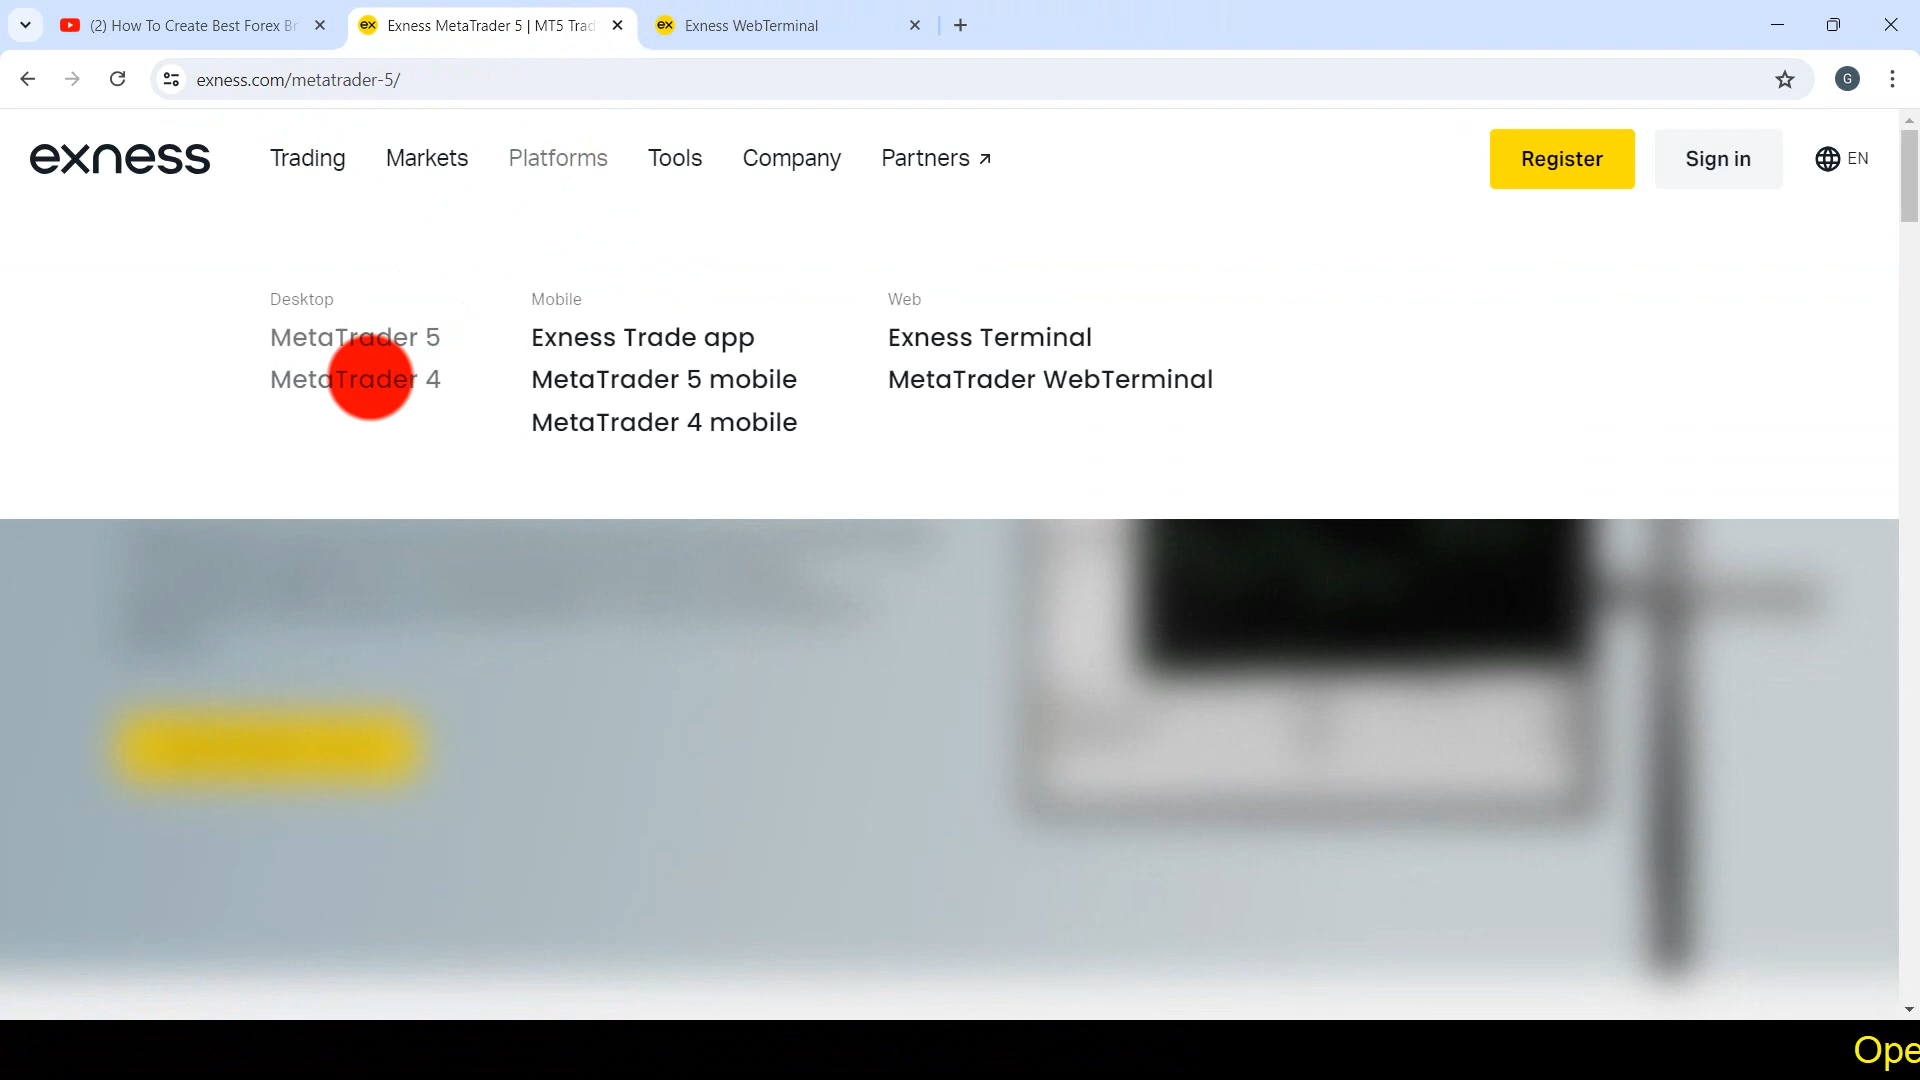 (2) How To Create Best Forex Br
Exness MetaTrader 5 | MT5 Trad
Exness WebTerminal
exness.com/metatrader-5/
G
exness
Trading
Markets
Platforms
Tools
Company
Partners ↗
Register
Sign in
EN
Desktop
MetaTrader 5
MetaTrader 4
Mobile
Exness Trade app
MetaTrader 5 mobile
MetaTrader 4 mobile
Web
Exness Terminal
MetaTrader WebTerminal
Ope